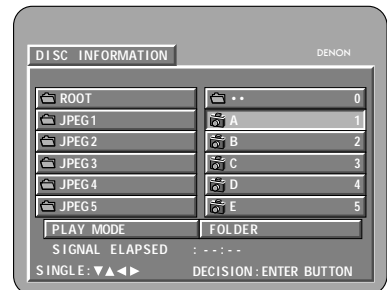 DISC INFORMATION DENON
ROOT
JPEG1
JPEG2
JPEG3
JPEG4
JPEG5
·· 0
A 1
B 2
C 3
D 4
E 5
PLAY MODE FOLDER
SIGNAL ELAPSED : --:--
SINGLE:▼▲◄► DECISION:ENTER BUTTON